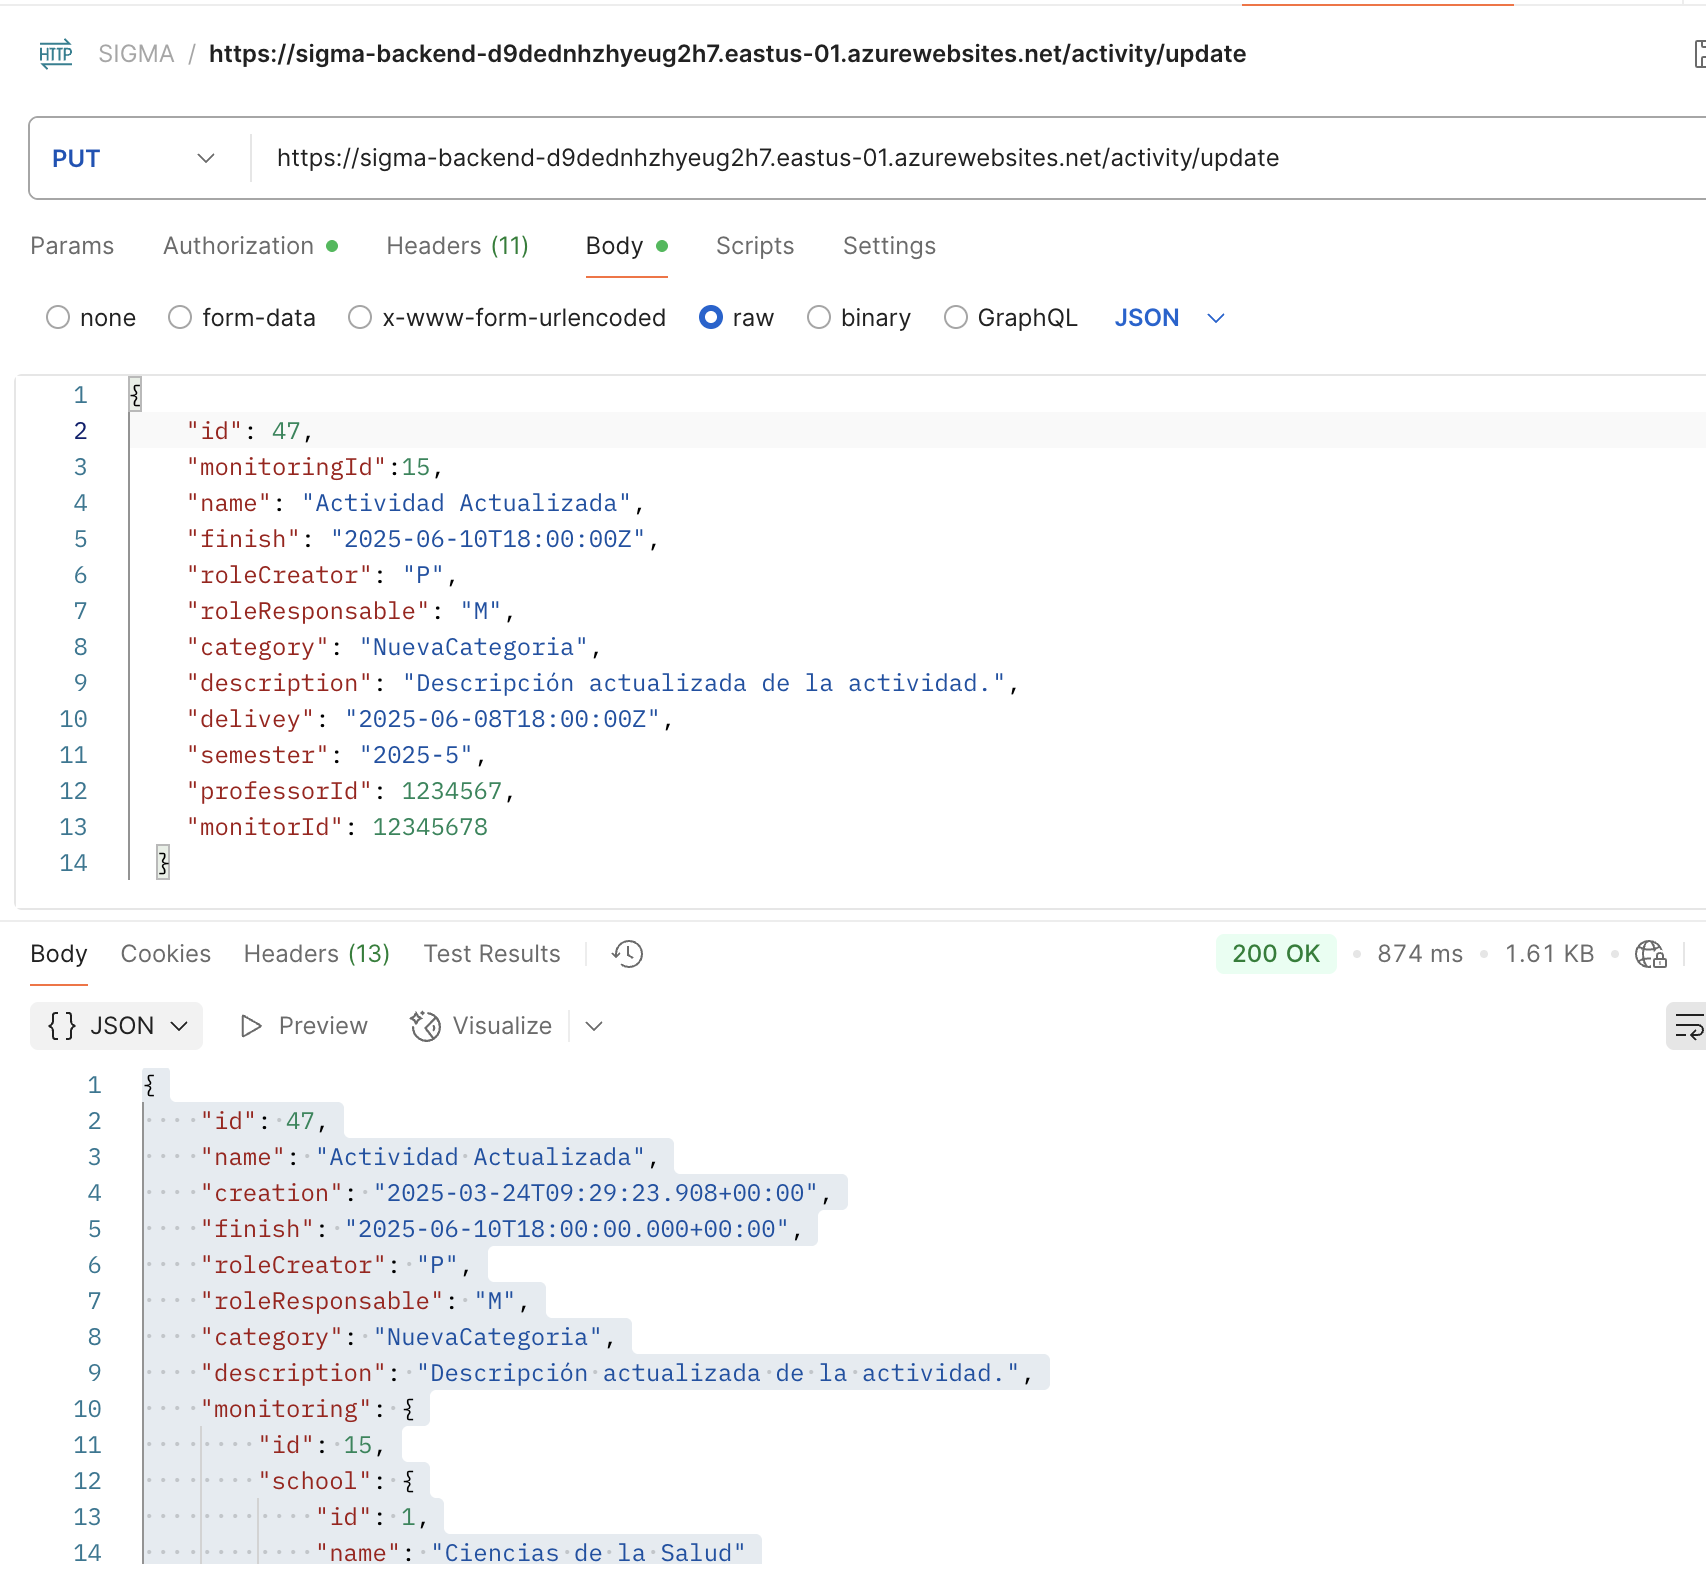 HTTP SIGMA / https://sigma-backend-d9dednhzhyeug2h7.eastus-01.azurewebsites.net/activity/update
PUT https://sigma-backend-d9dednhzhyeug2h7.eastus-01.azurewebsites.net/activity/update
Params Authorization Headers (11) Body Scripts Settings
none form-data x-www-form-urlencoded raw binary GraphQL JSON
1 {
2 "id": 47,
3 "monitoringId":15,
4 "name": "Actividad Actualizada",
5 "finish": "2025-06-10T18:00:00Z",
6 "roleCreator": "P",
7 "roleResponsable": "M",
8 "category": "NuevaCategoria",
9 "description": "Descripción actualizada de la actividad.",
10 "delivey": "2025-06-08T18:00:00Z",
11 "semester": "2025-5",
12 "professorId": 1234567,
13 "monitorId": 12345678
14 }
Body Cookies Headers (13) Test Results 200 OK • 874 ms • 1.61 KB •
{} JSON Preview Visualize
1 {
2 "id": 47,
3 "name": "Actividad Actualizada",
4 "creation": "2025-03-24T09:29:23.908+00:00",
5 "finish": "2025-06-10T18:00:00.000+00:00",
6 "roleCreator": "P",
7 "roleResponsable": "M",
8 "category": "NuevaCategoria",
9 "description": "Descripción actualizada de la actividad.",
10 "monitoring": {
11 "id": 15,
12 "school": {
13 "id": 1,
14 "name": "Ciencias de la Salud"